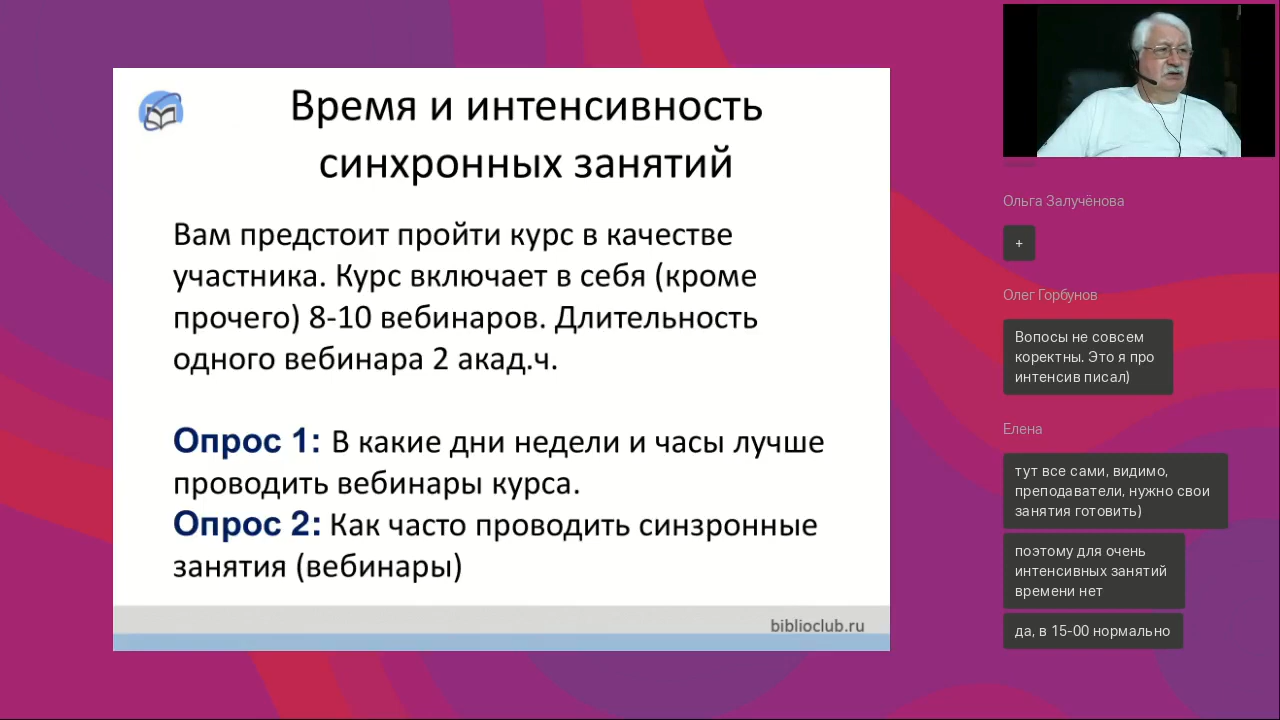 Время и интенсивность
синхронных занятий
Вам предстоит пройти курс в качестве
участника. Курс включает в себя (кроме
прочего) 8-10 вебинаров. Длительность
одного вебинара 2 акад.ч.
Опрос 1: В какие дни недели и часы лучше
проводить вебинары курса.
Опрос 2: Как часто проводить синзронные
занятия (вебинары)
biblioclub.ru
Ольга Залучёнова
+
Олег Горбунов
Вопосы не совсем
коректны. Это я про
интенсив писал)
Елена
тут все сами, видимо,
преподаватели, нужно свои
занятия готовить)
поэтому для очень
интенсивных занятий
времени нет
да, в 15-00 нормально